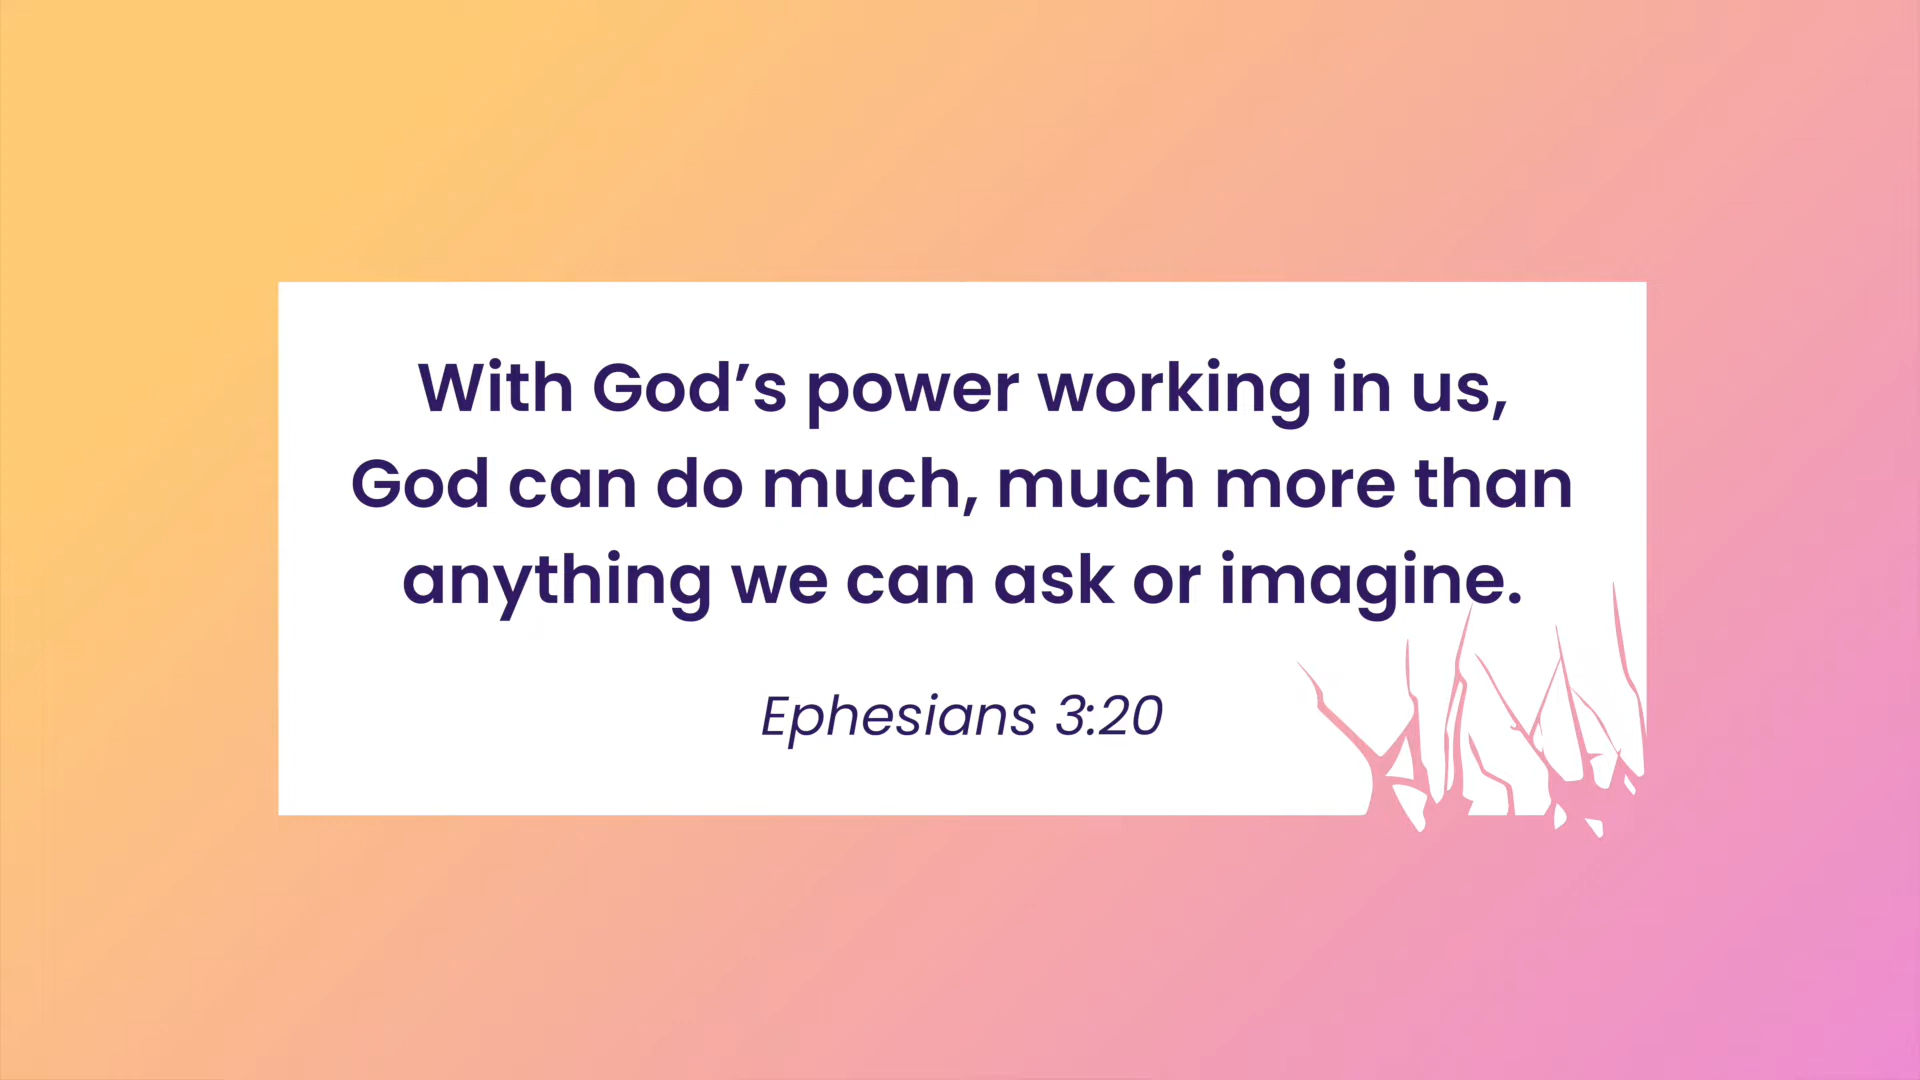 With God’s power working in us,
God can do much, much more than
anything we can ask or imagine.
Ephesians 3:20